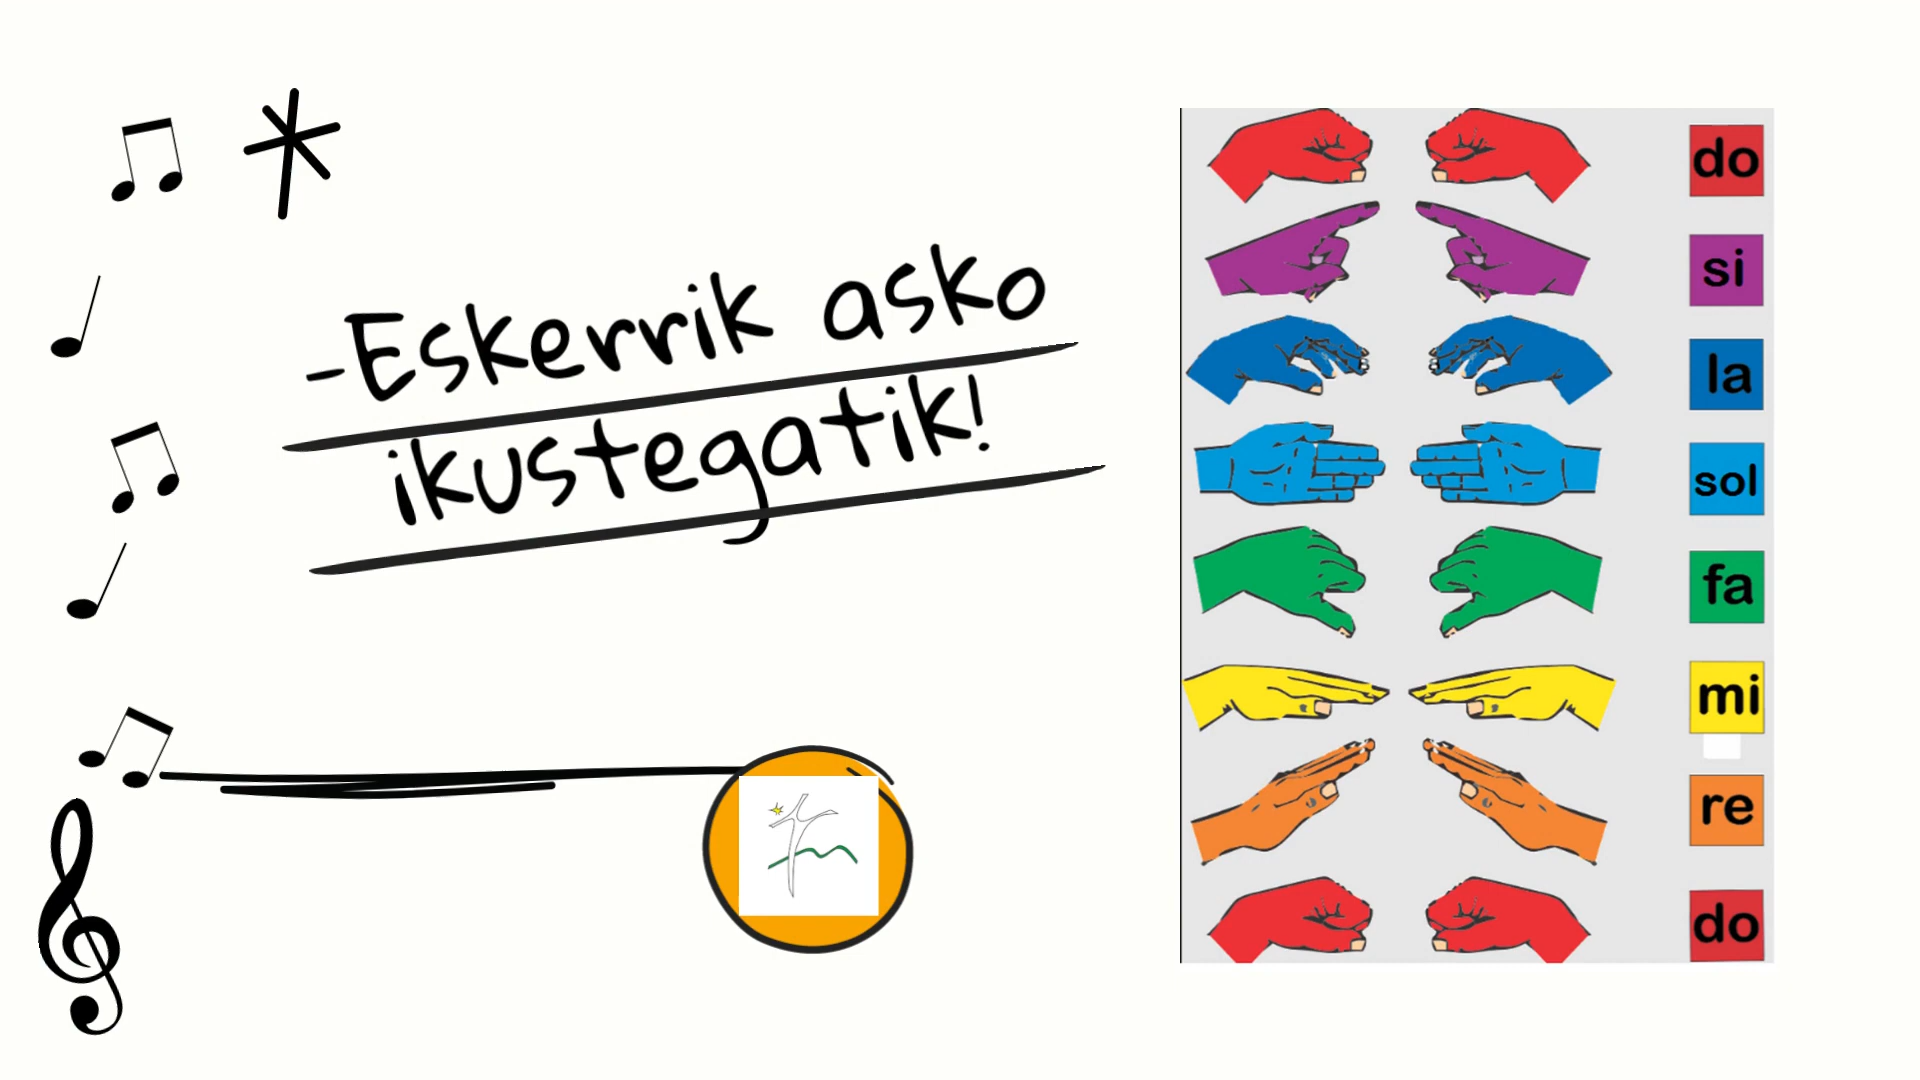 -Eskerrik asko
ikustegatik!
do
si
la
sol
fa
mi
re
do